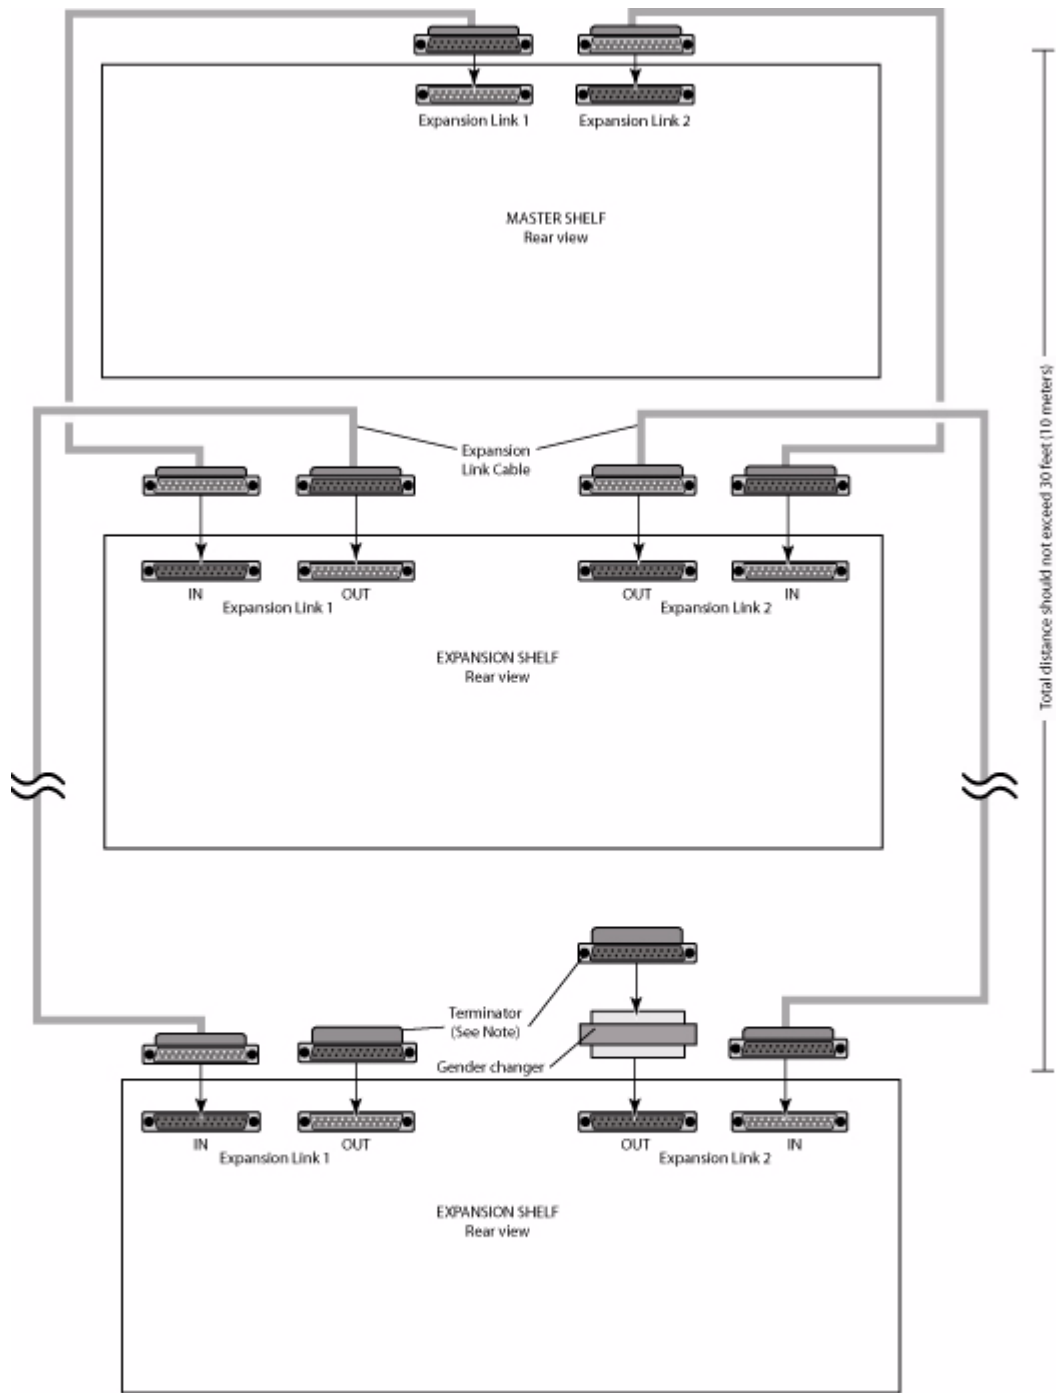 Expansion Link 1
Expansion Link 2
MASTER SHELF
Rear view
Expansion
Link Cable
IN
OUT
Expansion Link 1
OUT
IN
Expansion Link 2
EXPANSION SHELF
Rear view
Total distance should not exceed 30 feet (10 meters)
Terminator
(See Note)
Gender changer
IN
OUT
Expansion Link 1
OUT
IN
Expansion Link 2
EXPANSION SHELF
Rear view